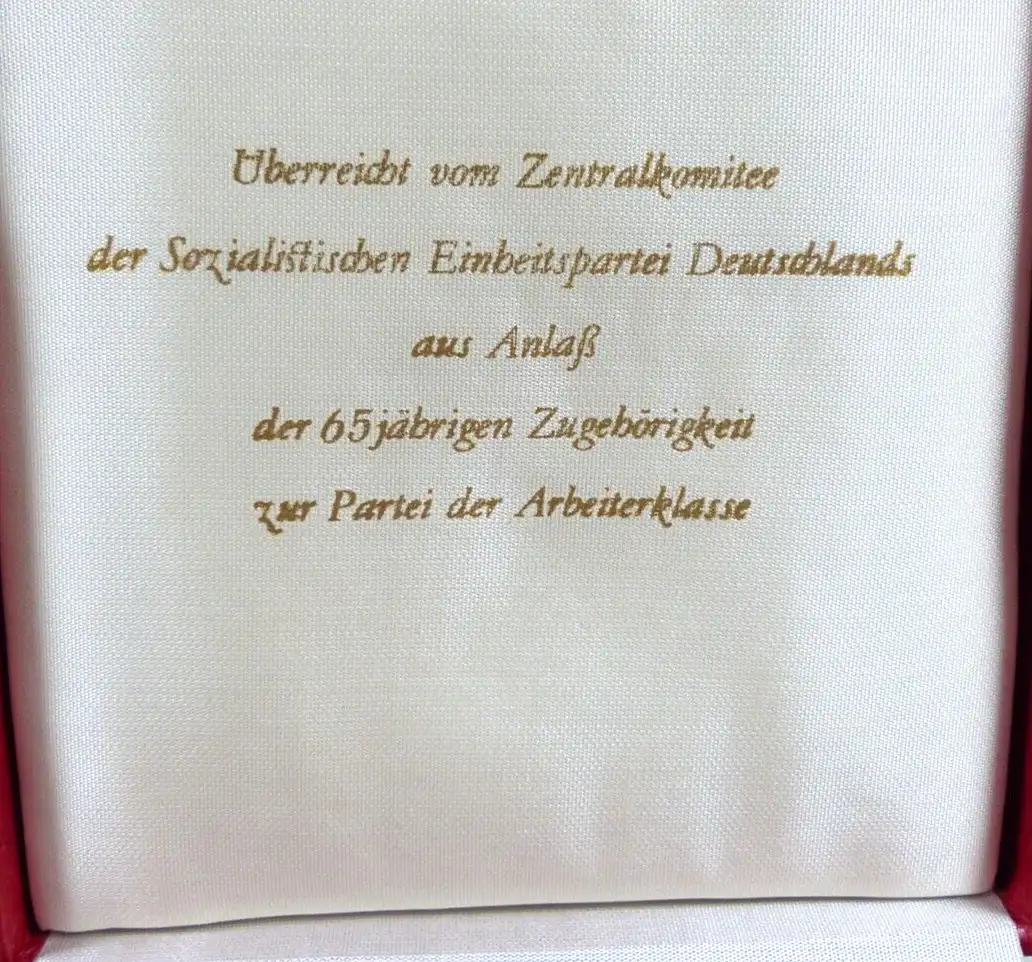 Überreicht vom Zentralkomitee
der Sozialistischen Einheitspartei Deutschlands
aus Anlaß
der 65jährigen Zugehörigkeit
zur Partei der Arbeiterklasse